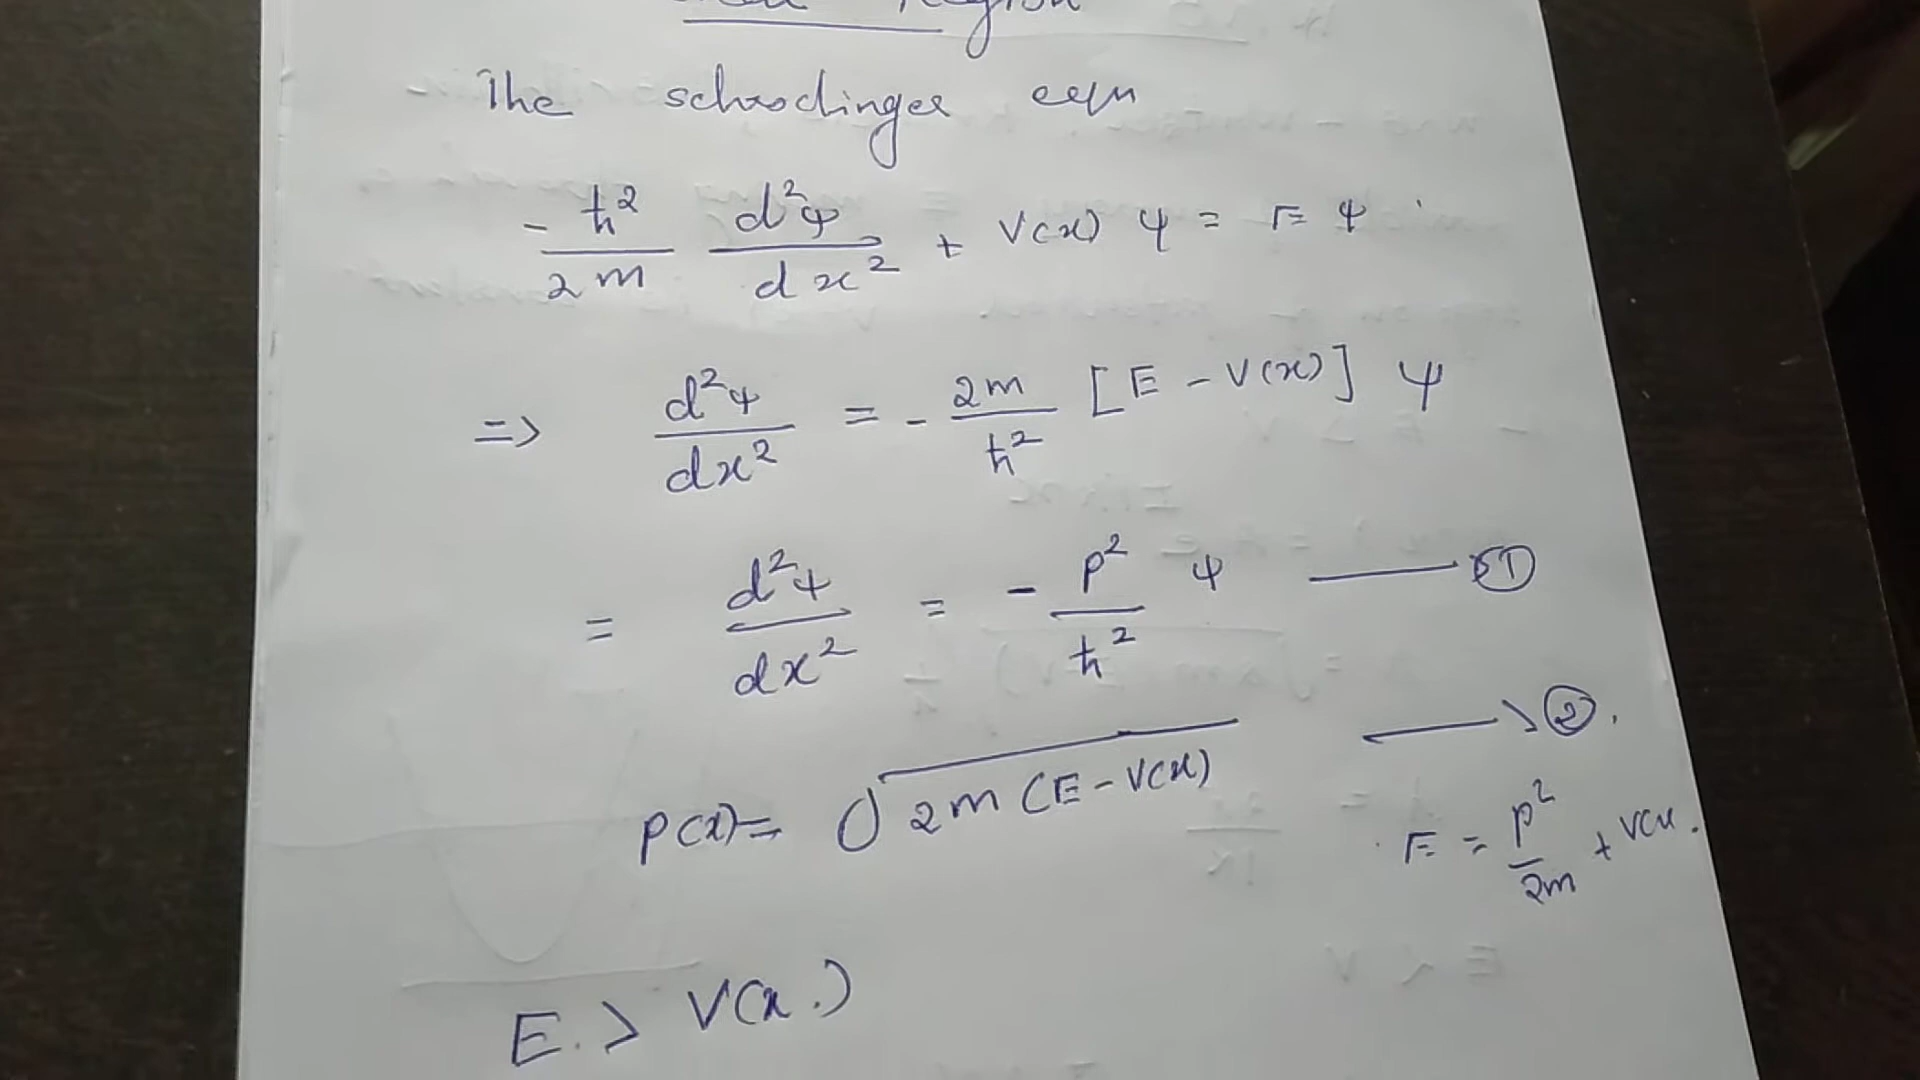 Region
The schrodinger eqn
- ħ²/2m d²ψ/dx² + V(x) ψ = E ψ
=> d²ψ/dx² = - 2m/ħ² [E - V(x)] ψ
= d²ψ/dx² = - p²/ħ² ψ —— ①
p(x) = √2m (E - V(x) —→ ②.
E = p²/2m + V(x.
E. > V(x.)